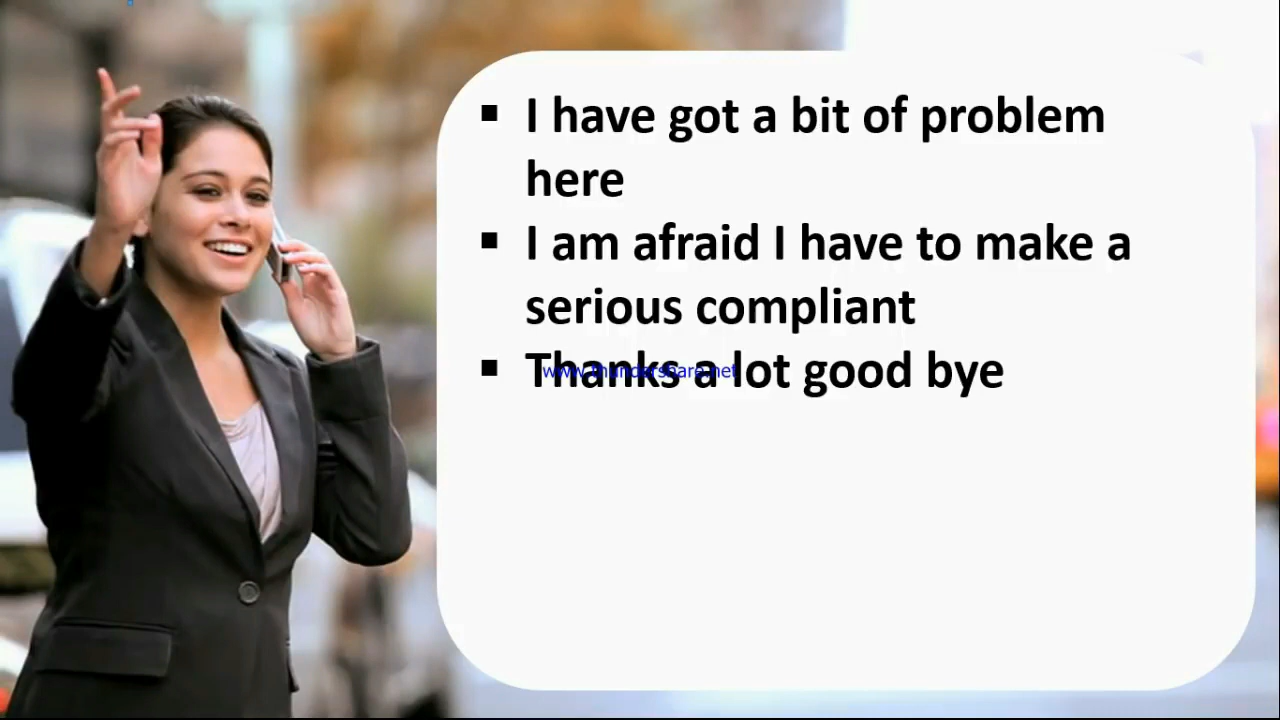 ▪ I have got a bit of problem
here
▪ I am afraid I have to make a
serious compliant
▪ Thanks a lot good bye
www.thundershare.net